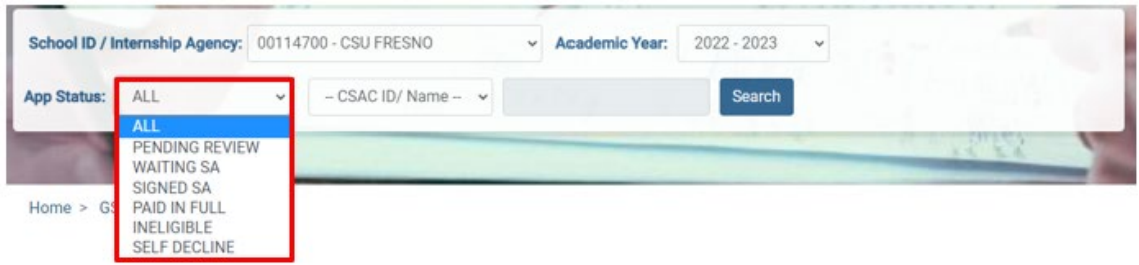 School ID / Internship Agency: 00114700 - CSU FRESNO Academic Year: 2022 - 2023
App Status: ALL -- CSAC ID/ Name -- Search
ALL
PENDING REVIEW
WAITING SA
SIGNED SA
PAID IN FULL
INELIGIBLE
SELF DECLINE
Home > GS